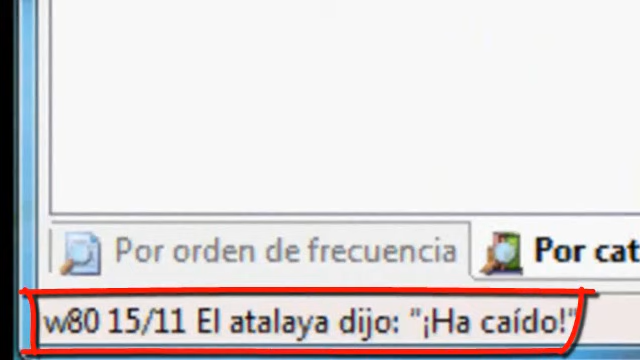 Por orden de frecuencia Por cat
w80 15/11 El atalaya dijo: "¡Ha caído!"